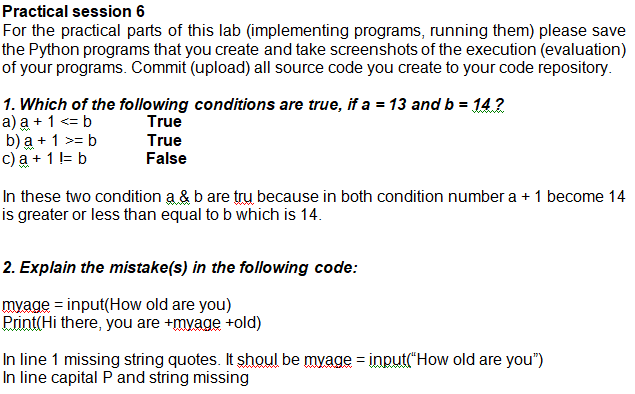 Practical session 6
For the practical parts of this lab (implementing programs, running them) please save
the Python programs that you create and take screenshots of the execution (evaluation)
of your programs. Commit (upload) all source code you create to your code repository.
1. Which of the following conditions are true, if a = 13 and b = 14 ?
a) a + 1 <= b True
b) a + 1 >= b True
c) a + 1 != b False
In these two condition a & b are tru because in both condition number a + 1 become 14
is greater or less than equal to b which is 14.
2. Explain the mistake(s) in the following code:
myage = input(How old are you)
Print(Hi there, you are +myage +old)
In line 1 missing string quotes. It shoul be myage = input(“How old are you”)
In line capital P and string missing